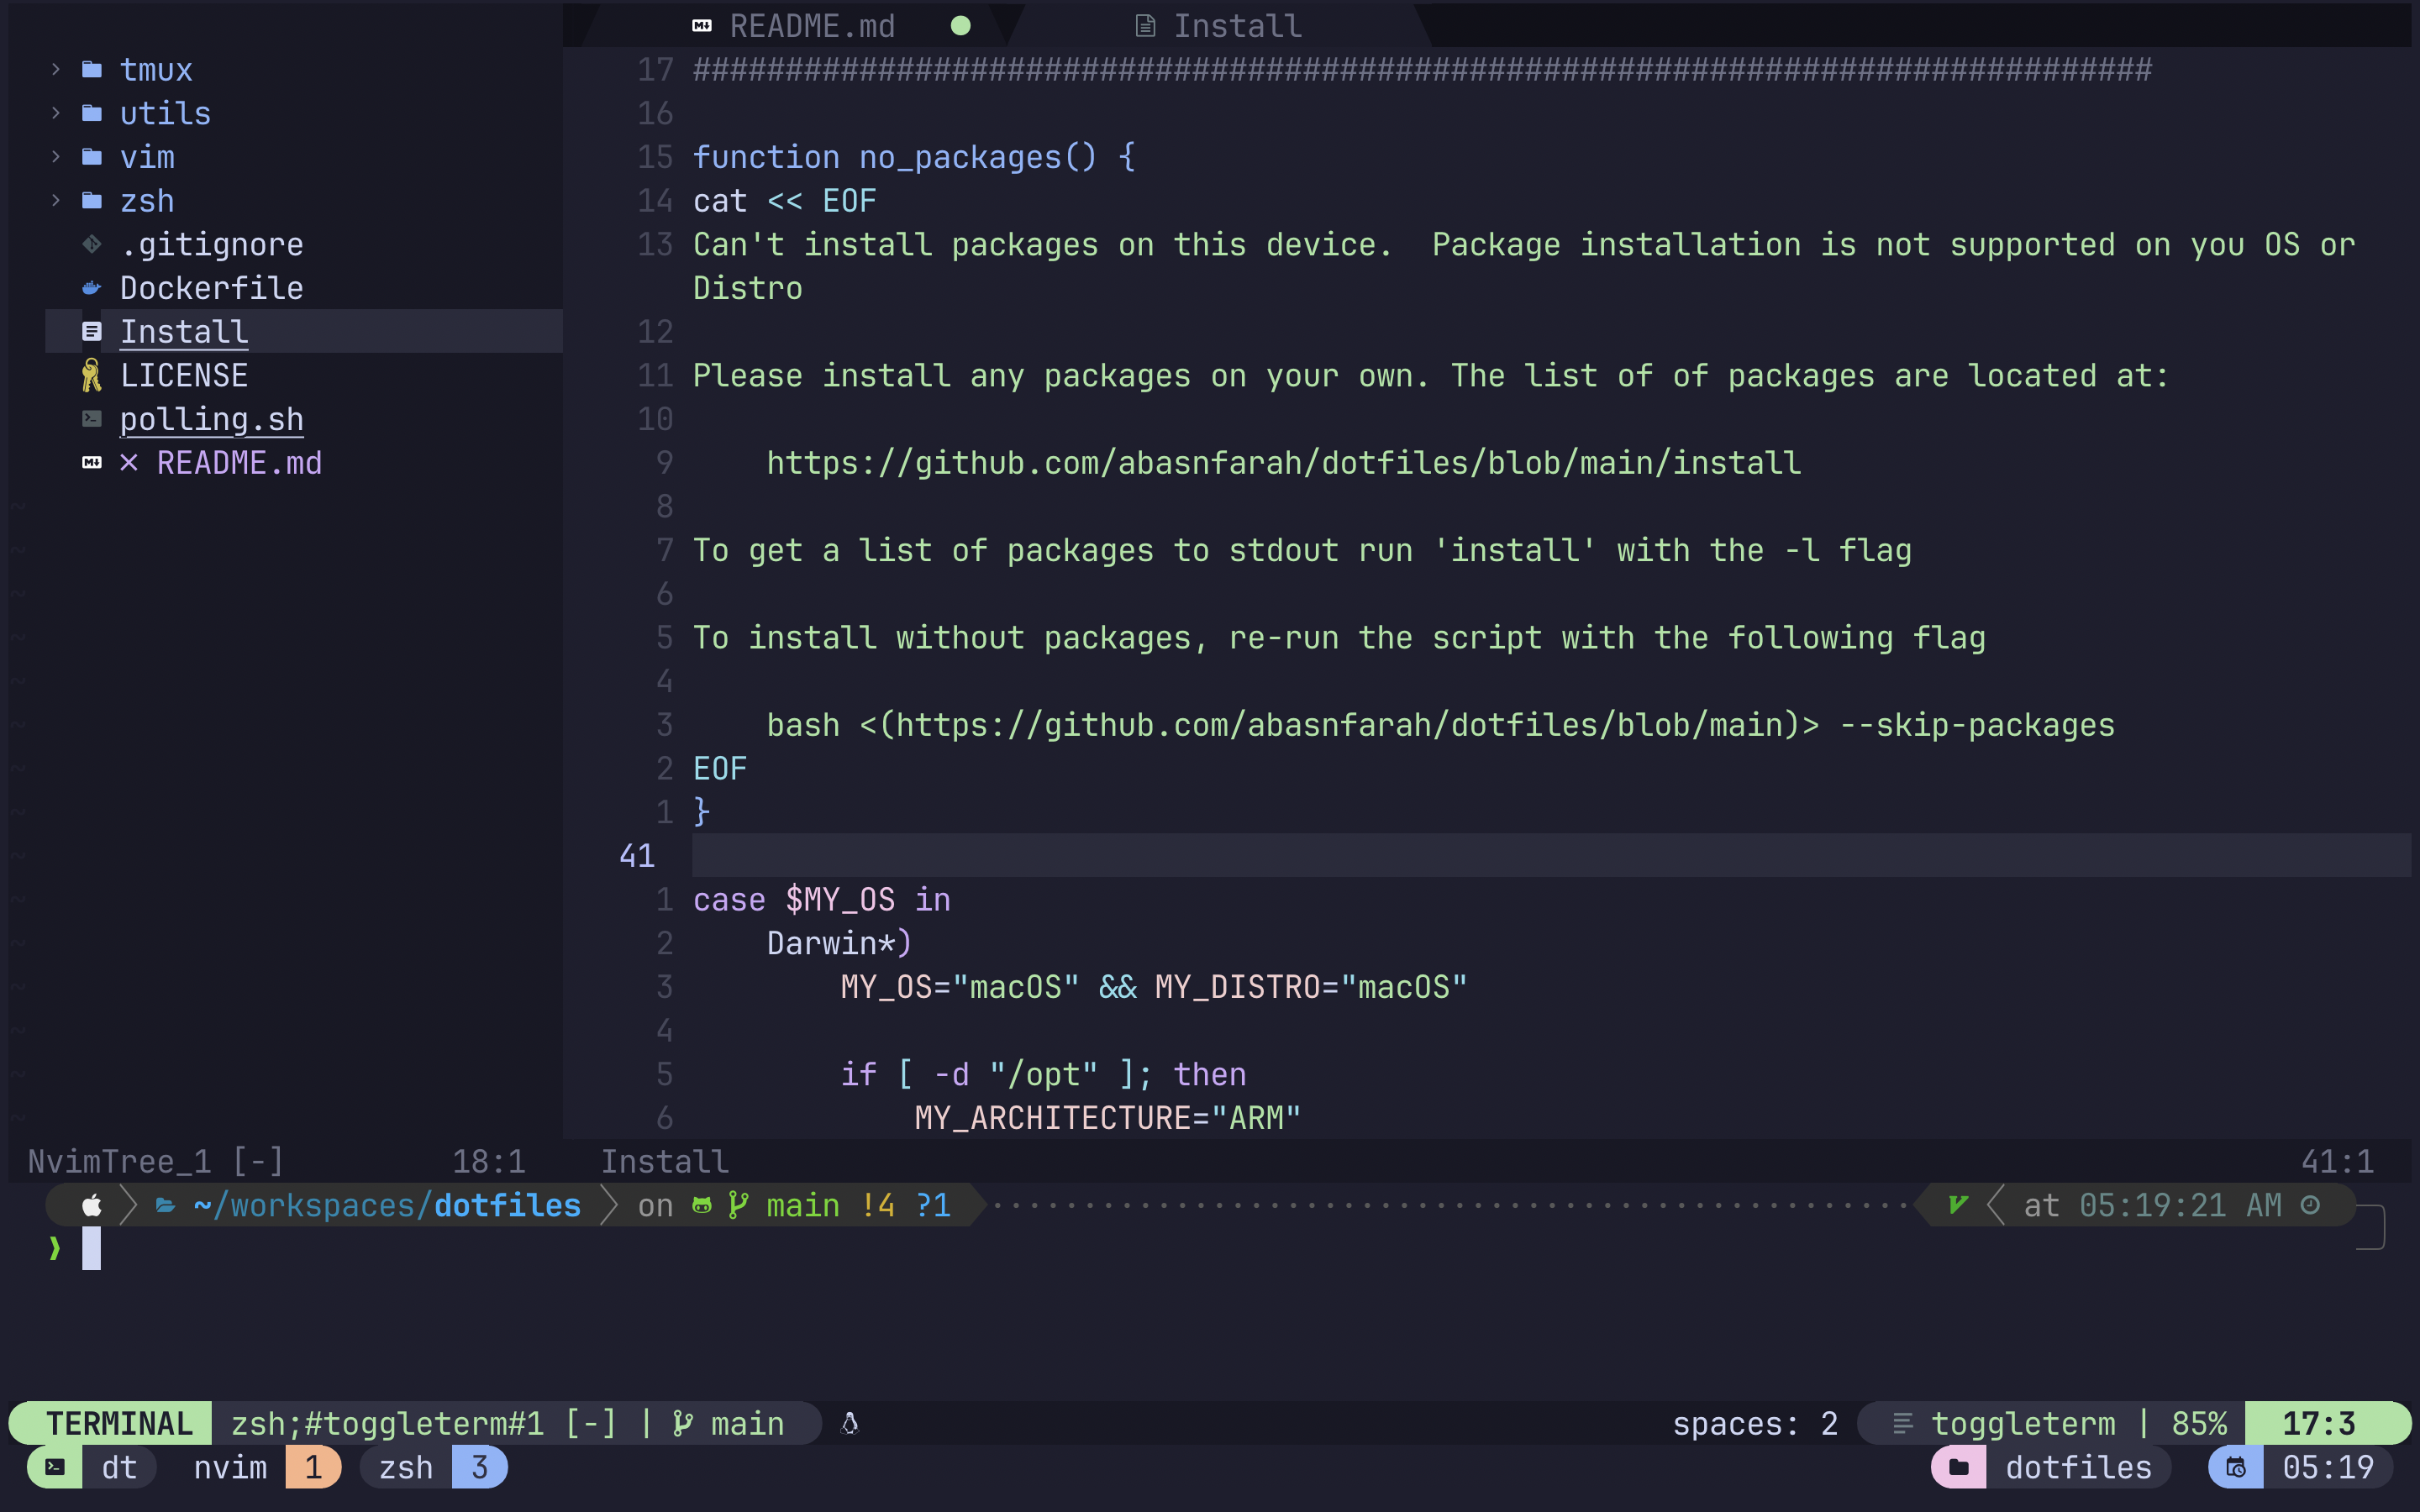 README.md
Install
tmux
utils
vim
zsh
.gitignore
Dockerfile
Install
LICENSE
polling.sh
README.md
17 ###############################################################################
16
15 function no_packages() {
14 cat << EOF
13 Can't install packages on this device.  Package installation is not supported on you OS or
Distro
12
11 Please install any packages on your own. The list of of packages are located at:
10
9     https://github.com/abasnfarah/dotfiles/blob/main/install
8
7 To get a list of packages to stdout run 'install' with the -l flag
6
5 To install without packages, re-run the script with the following flag
4
3     bash <(https://github.com/abasnfarah/dotfiles/blob/main)> --skip-packages
2 EOF
1 }
41
1 case $MY_OS in
2     Darwin*)
3         MY_OS="macOS" && MY_DISTRO="macOS"
4
5         if [ -d "/opt" ]; then
6             MY_ARCHITECTURE="ARM"
NvimTree_1 [-] 18:1 Install 41:1
~/workspaces/dotfiles on main !4 ?1 at 05:19:21 AM
❯
TERMINAL zsh;#toggleterm#1 [-] | main spaces: 2 toggleterm | 85% 17:3
dt nvim 1 zsh 3 dotfiles 05:19